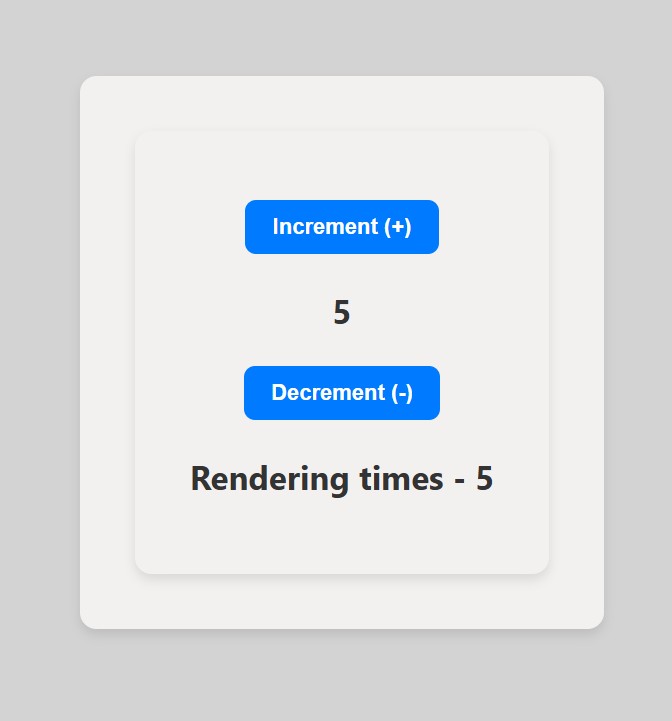 Increment (+)
5
Decrement (-)
Rendering times - 5